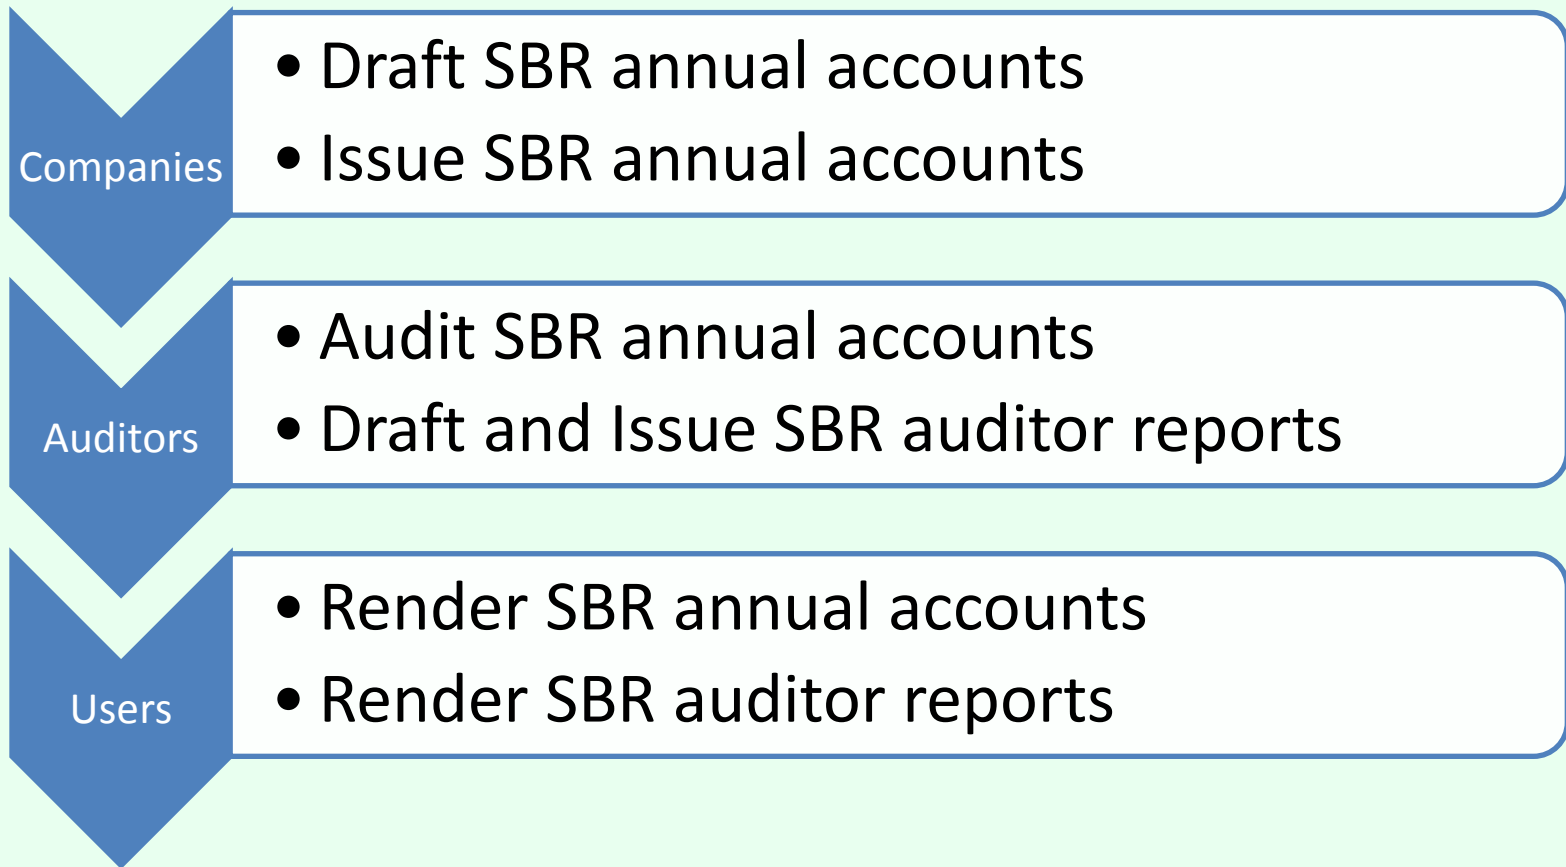 Companies
• Draft SBR annual accounts
• Issue SBR annual accounts
Auditors
• Audit SBR annual accounts
• Draft and Issue SBR auditor reports
Users
• Render SBR annual accounts
• Render SBR auditor reports